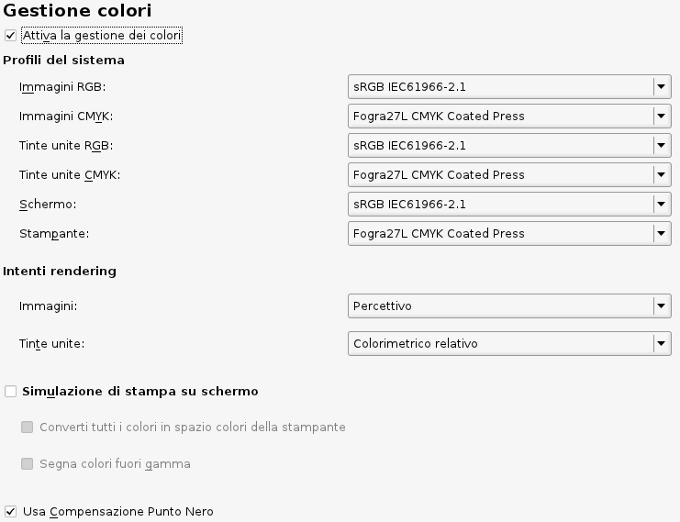 Gestione colori
Attiva la gestione dei colori
Profili del sistema
Immagini RGB: sRGB IEC61966-2.1
Immagini CMYK: Fogra27L CMYK Coated Press
Tinte unite RGB: sRGB IEC61966-2.1
Tinte unite CMYK: Fogra27L CMYK Coated Press
Schermo: sRGB IEC61966-2.1
Stampante: Fogra27L CMYK Coated Press
Intenti rendering
Immagini: Percettivo
Tinte unite: Colorimetrico relativo
Simulazione di stampa su schermo
Converti tutti i colori in spazio colori della stampante
Segna colori fuori gamma
Usa Compensazione Punto Nero